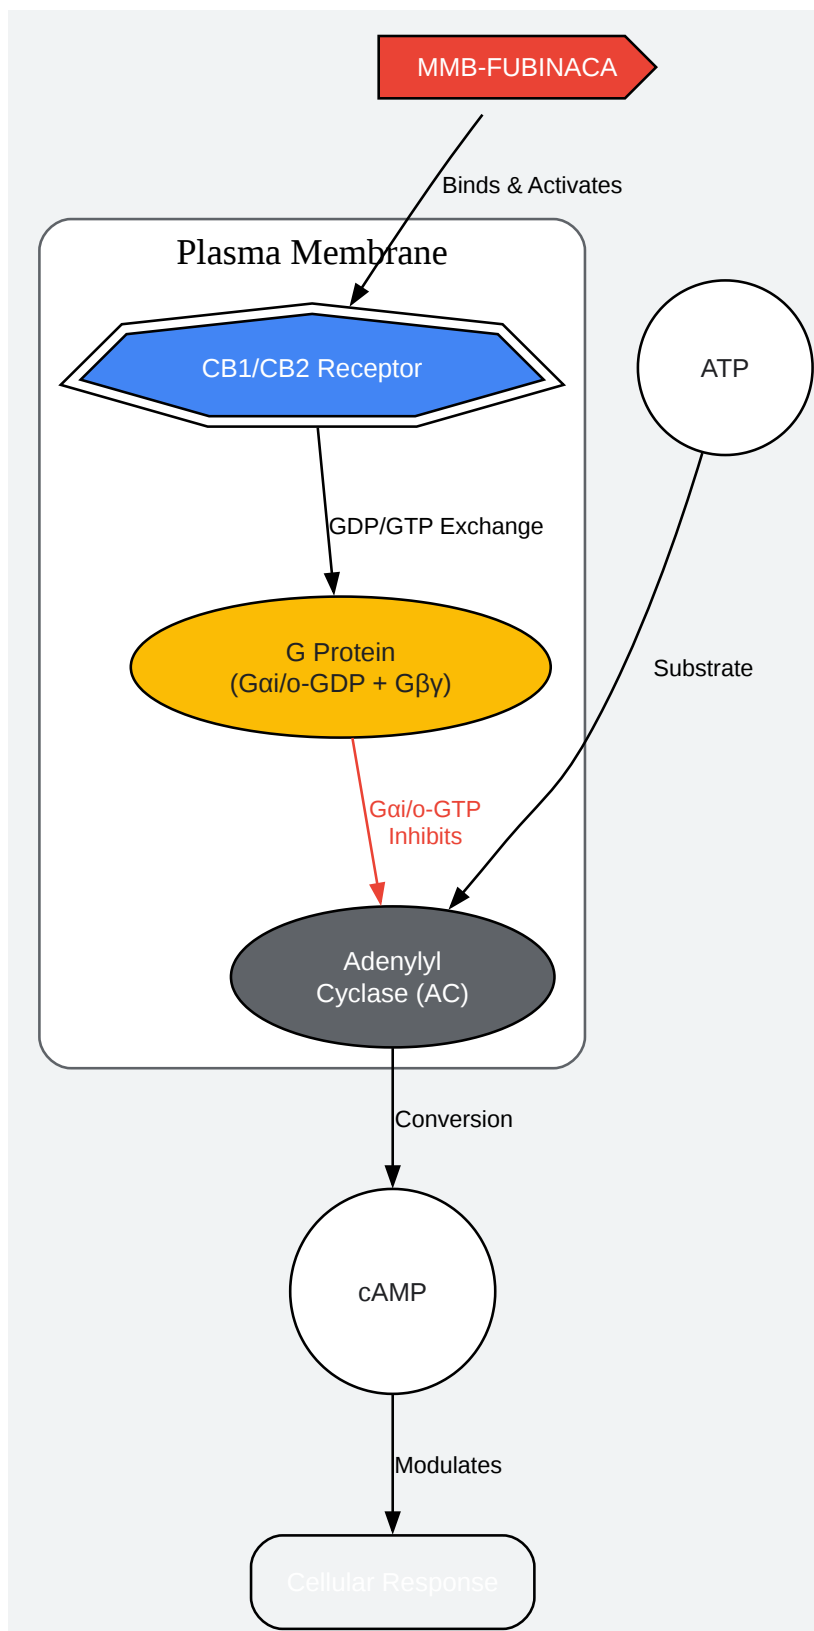 MMB-FUBINACA
Binds & Activates
Plasma Membrane
CB1/CB2 Receptor
ATP
GDP/GTP Exchange
G Protein
(Gαi/o-GDP + Gβγ)
Substrate
Gαi/o-GTP
Inhibits
Adenylyl
Cyclase (AC)
Conversion
cAMP
Modulates
Cellular Response